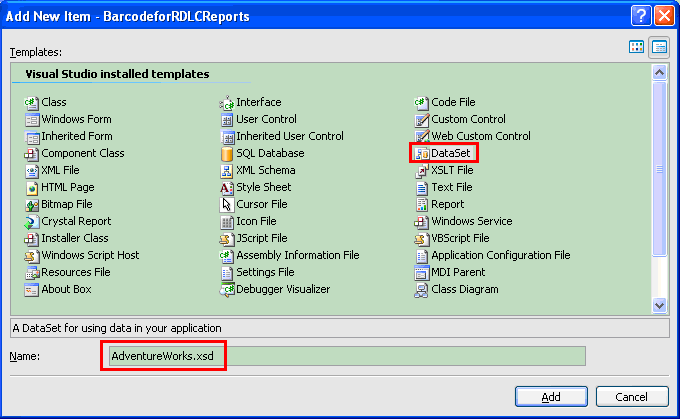 Add New Item - BarcodeforRDLCReports
Templates:
Visual Studio installed templates
Class
Interface
Code File
Windows Form
User Control
Custom Control
Inherited Form
Inherited User Control
Web Custom Control
Component Class
SQL Database
DataSet
XML File
XML Schema
XSLT File
HTML Page
Style Sheet
Text File
Bitmap File
Cursor File
Report
Crystal Report
Icon File
Windows Service
Installer Class
JScript File
VBScript File
Windows Script Host
Assembly Information File
Application Configuration File
Resources File
Settings File
MDI Parent
About Box
Debugger Visualizer
Class Diagram
A DataSet for using data in your application
Name:
AdventureWorks.xsd
Add
Cancel